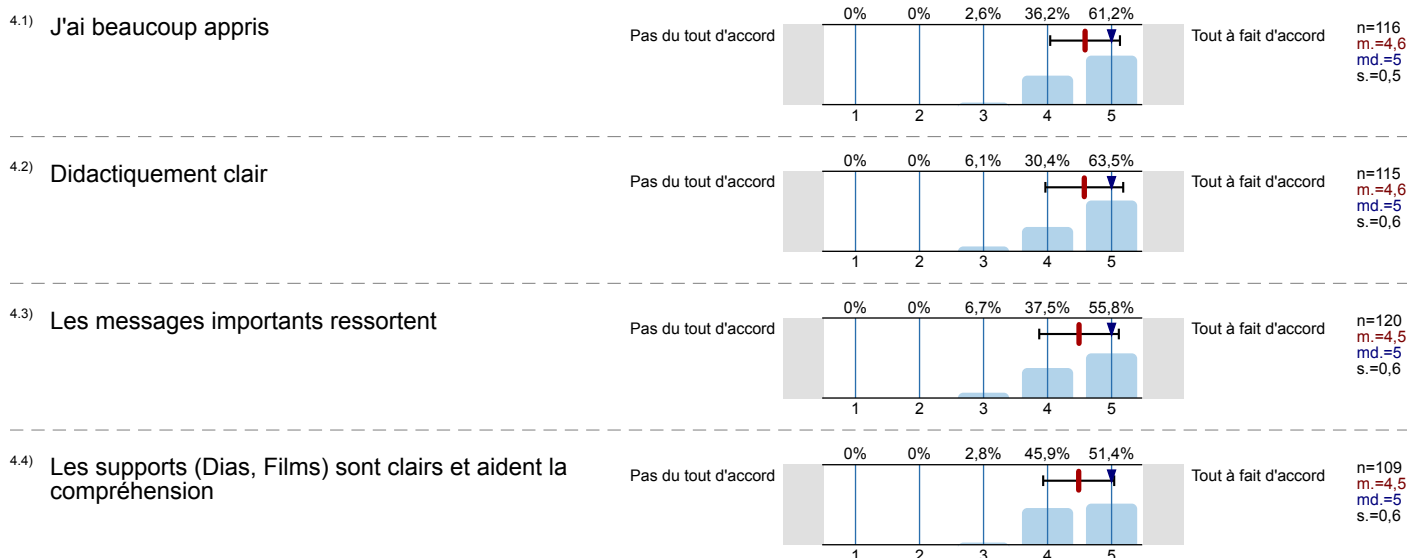 4.1) J'ai beaucoup appris
Pas du tout d'accord
0% 0% 2,6% 36,2% 61,2%
1 2 3 4 5
Tout à fait d'accord
n=116
m.=4,6
md.=5
s.=0,5
4.2) Didactiquement clair
Pas du tout d'accord
0% 0% 6,1% 30,4% 63,5%
1 2 3 4 5
Tout à fait d'accord
n=115
m.=4,6
md.=5
s.=0,6
4.3) Les messages importants ressortent
Pas du tout d'accord
0% 0% 6,7% 37,5% 55,8%
1 2 3 4 5
Tout à fait d'accord
n=120
m.=4,5
md.=5
s.=0,6
4.4) Les supports (Dias, Films) sont clairs et aident la
compréhension
Pas du tout d'accord
0% 0% 2,8% 45,9% 51,4%
1 2 3 4 5
Tout à fait d'accord
n=109
m.=4,5
md.=5
s.=0,6